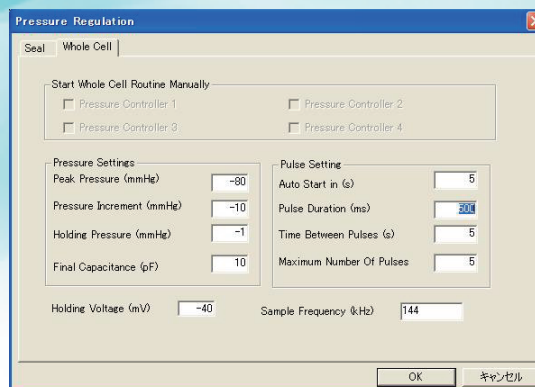 Pressure Regulation
Seal Whole Cell
Start Whole Cell Routine Manually
Pressure Controller 1 Pressure Controller 2
Pressure Controller 3 Pressure Controller 4
Pressure Settings Pulse Setting
Peak Pressure (mmHg) -80 Auto Start in (s) 5
Pressure Increment (mmHg) -10 Pulse Duration (ms) 500
Holding Pressure (mmHg) -1 Time Between Pulses (s) 5
Final Capacitance (pF) 10 Maximum Number Of Pulses 5
Holding Voltage (mV) -40 Sample Frequency (kHz) 144
OK キャンセル